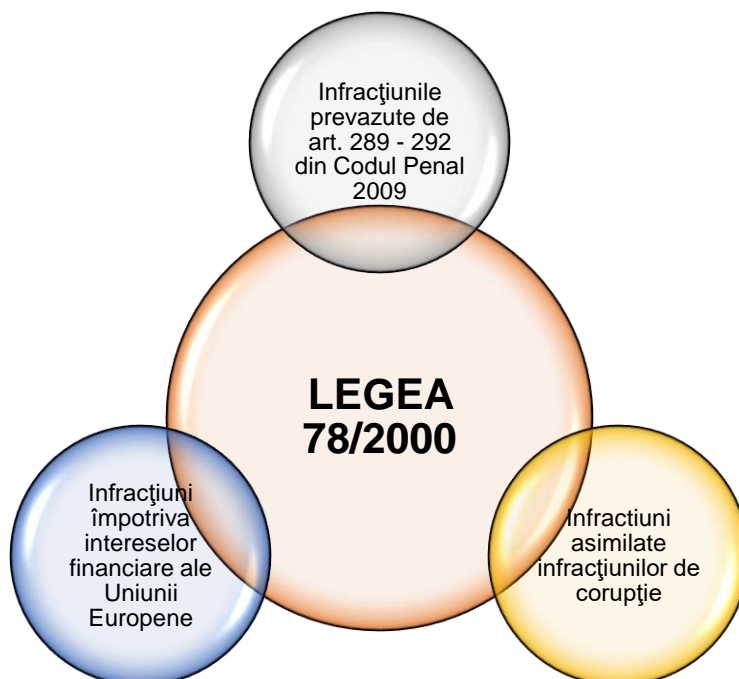 Infracţiunile
prevazute de
art. 289 - 292
din Codul Penal
2009
LEGEA
78/2000
Infracţiuni
împotriva
intereselor
financiare ale
Uniunii
Europene
Infractiuni
asimilate
infracţiunilor de
corupţie